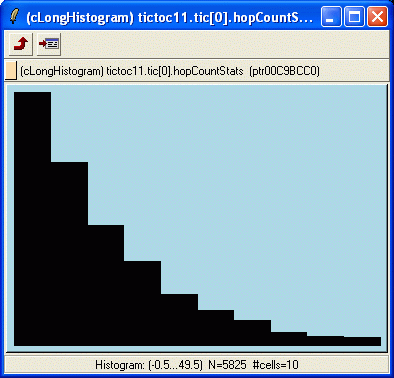 (cLongHistogram) tictoc11.tic[0].hopCountS...
(cLongHistogram) tictoc11.tic[0].hopCountStats (ptr00C9BCC0)
Histogram: (-0.5...49.5) N=5825 #cells=10